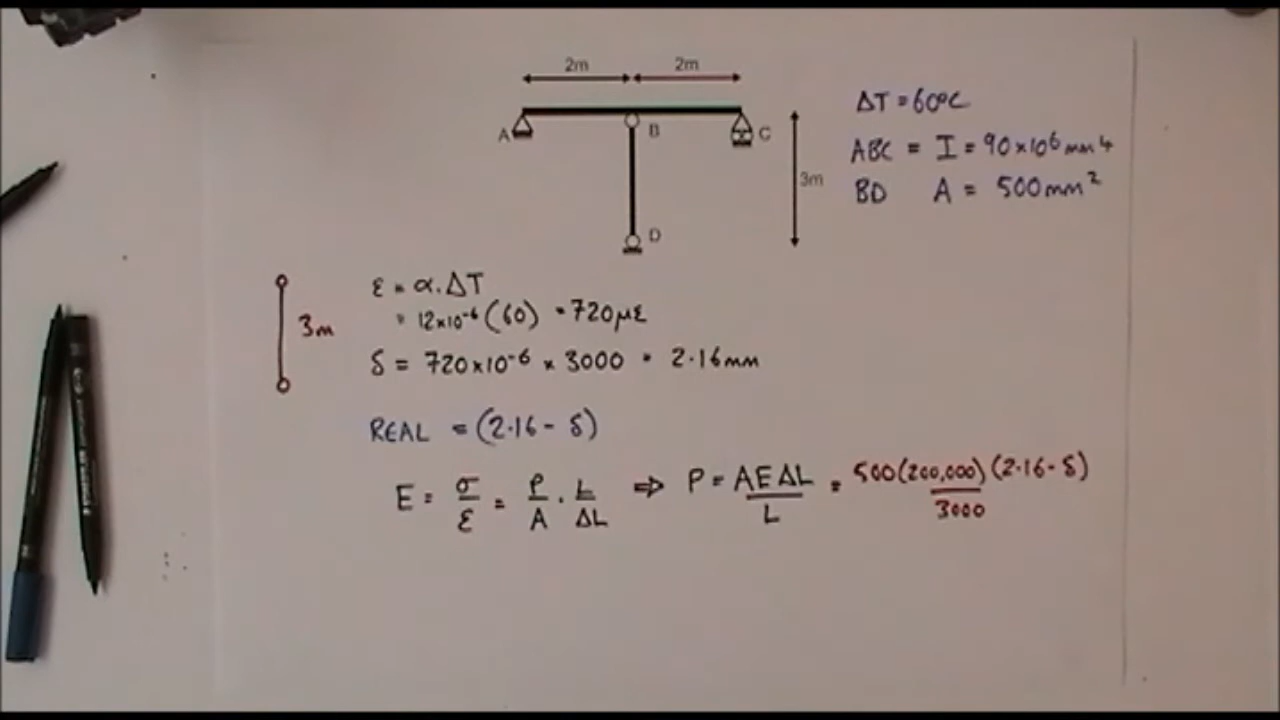 2m 2m
A B C
ΔT = 60°C
ABC = I = 90×10⁶ mm⁴
3m
BD A = 500mm²
D
ε = α.ΔT
3m
= 12×10⁻⁶ (60) = 720με
δ = 720×10⁻⁶ × 3000 = 2.16mm
REAL = (2.16 - δ)
E = σ/ε = P/A . L/ΔL ⇒ P = AEΔL/L = 500(200,000)(2.16-δ)/3000